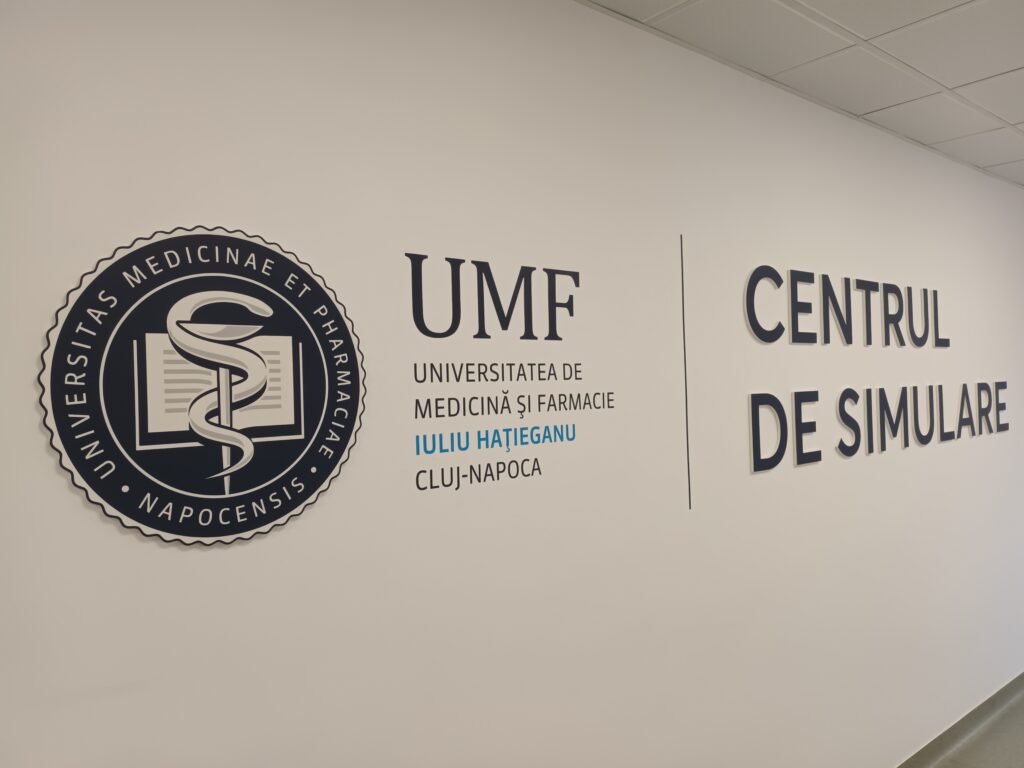 UNIVERSITAS MEDICINAE ET PHARMACIAE • NAPOCENSIS •
UMF
UNIVERSITATEA DE
MEDICINĂ ŞI FARMACIE
IULIU HAŢIEGANU
CLUJ-NAPOCA
CENTRUL
DE SIMULARE